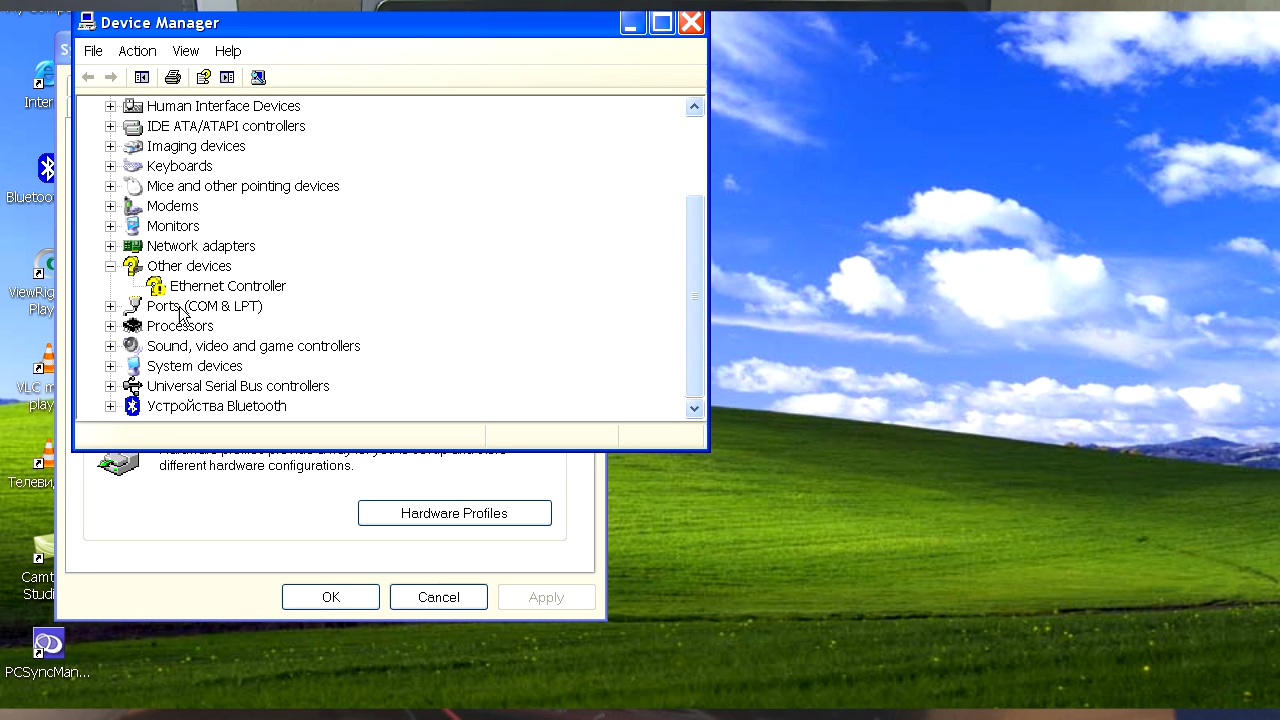 Device Manager
File Action View Help
Human Interface Devices
IDE ATA/ATAPI controllers
Imaging devices
Keyboards
Mice and other pointing devices
Modems
Monitors
Network adapters
Other devices
Ethernet Controller
Ports (COM & LPT)
Processors
Sound, video and game controllers
System devices
Universal Serial Bus controllers
Устройства Bluetooth
different hardware configurations.
Hardware Profiles
OK Cancel Apply
Inter
Bluetoo
ViewRig
Play
VLC m
play
Телеви
Camt
Studi
PCSyncMan...